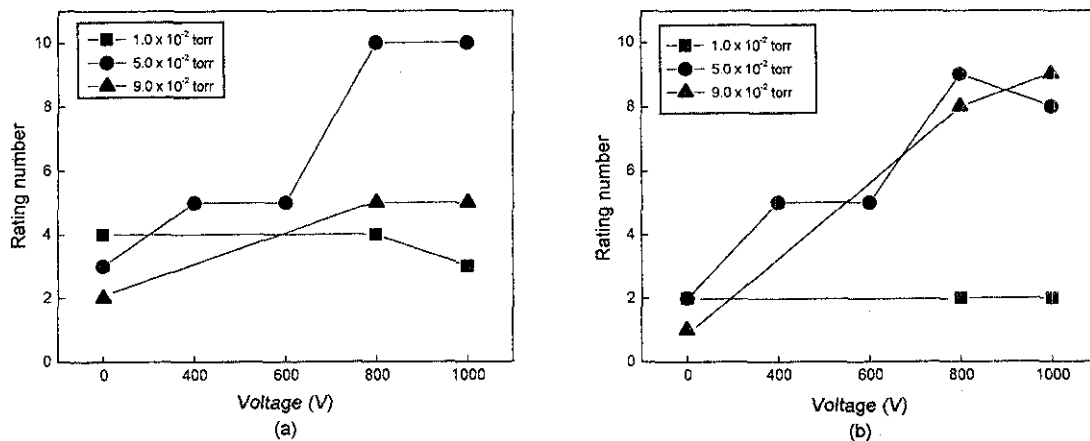 1.0 x 10⁻² torr
5.0 x 10⁻² torr
9.0 x 10⁻² torr
10
8
6
4
2
0
Rating number
0 400 600 800 1000
Voltage (V)
(a)
1.0 x 10⁻² torr
5.0 x 10⁻² torr
9.0 x 10⁻² torr
10
8
6
4
2
0
Rating number
0 400 600 800 1000
Voltage (V)
(b)